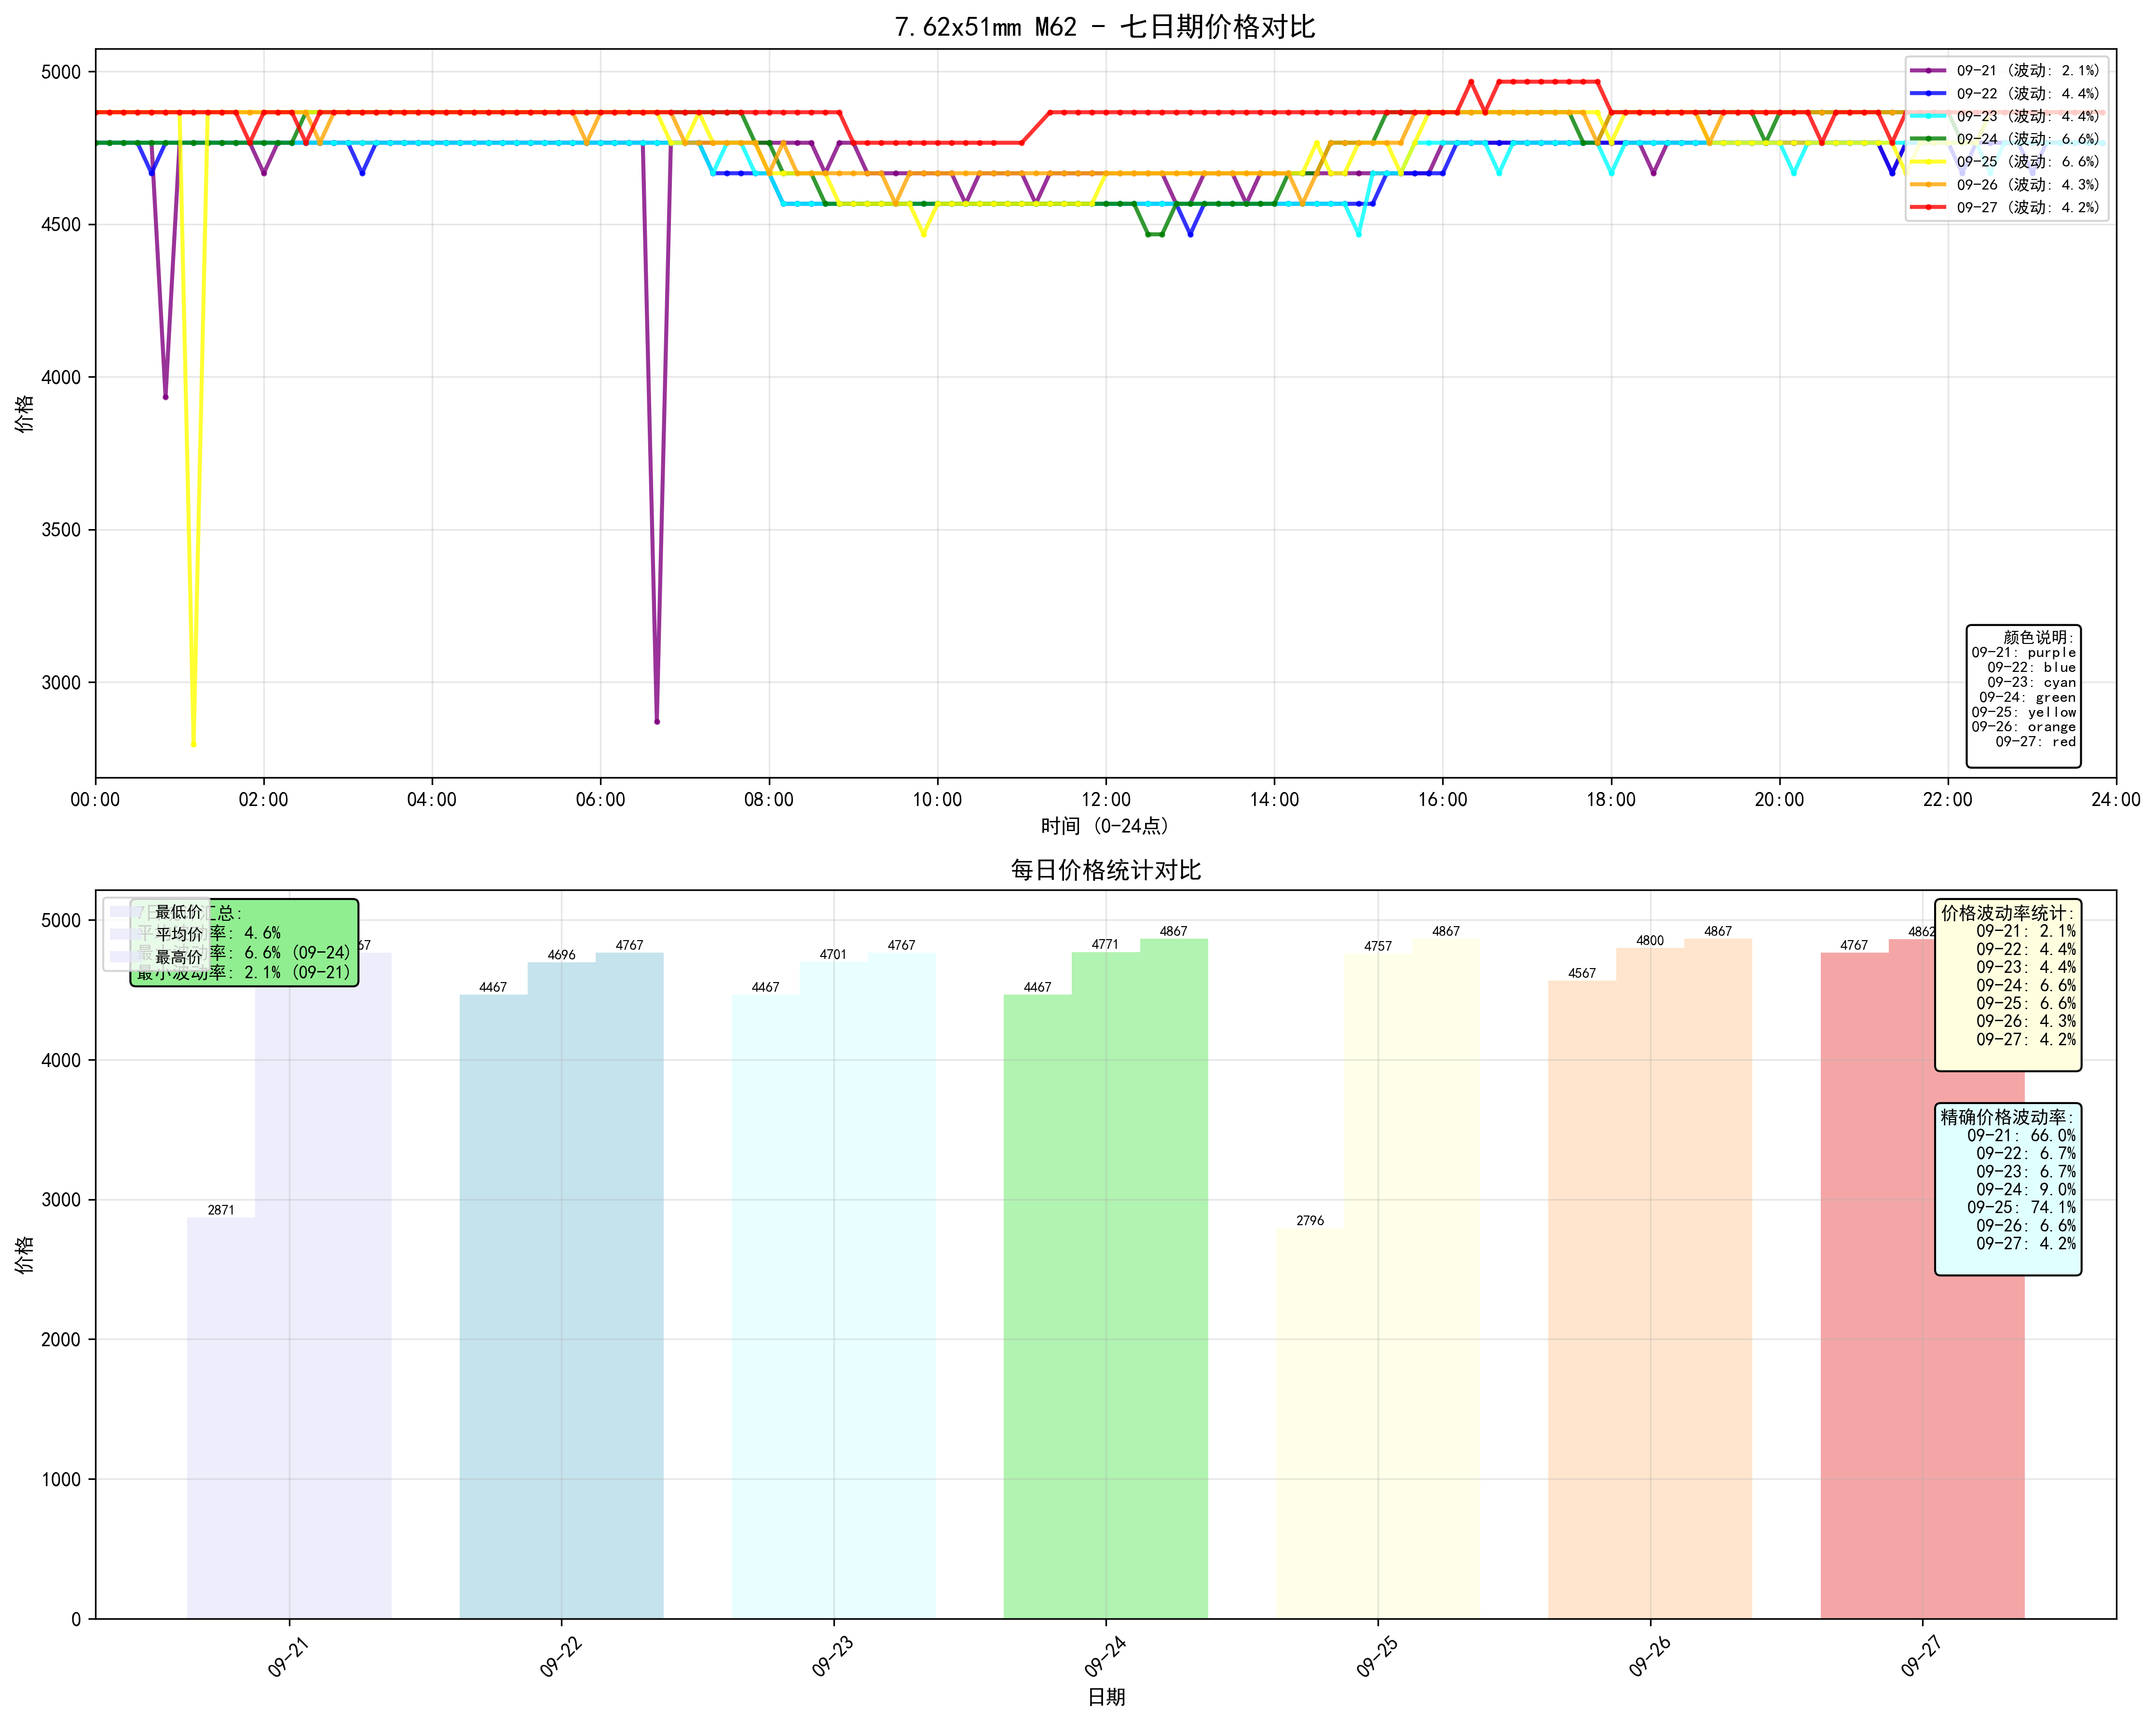 7.62x51mm M62 - 七日期价格对比
价格
5000
4500
4000
3500
3000
09-21 (波动: 2.1%)
09-22 (波动: 4.4%)
09-23 (波动: 4.4%)
09-24 (波动: 6.6%)
09-25 (波动: 6.6%)
09-26 (波动: 4.3%)
09-27 (波动: 4.2%)
颜色说明:
09-21: purple
09-22: blue
09-23: cyan
09-24: green
09-25: yellow
09-26: orange
09-27: red
00:00 02:00 04:00 06:00 08:00 10:00 12:00 14:00 16:00 18:00 20:00 22:00 24:00
时间 (0-24点)
每日价格统计对比
价格
5000
4000
3000
2000
1000
0
最低价
平均价
最高价
汇总:
率: 4.6%
率: 6.6% (09-24)
最小波动率: 2.1% (09-21)
2871
4467 4696 4767
4467 4701 4767
4467 4771 4867
2796 4757 4867
4567 4800 4867
4767 4862
价格波动率统计:
09-21: 2.1%
09-22: 4.4%
09-23: 4.4%
09-24: 6.6%
09-25: 6.6%
09-26: 4.3%
09-27: 4.2%
精确价格波动率:
09-21: 66.0%
09-22: 6.7%
09-23: 6.7%
09-24: 9.0%
09-25: 74.1%
09-26: 6.6%
09-27: 4.2%
09-21 09-22 09-23 09-24 09-25 09-26 09-27
日期